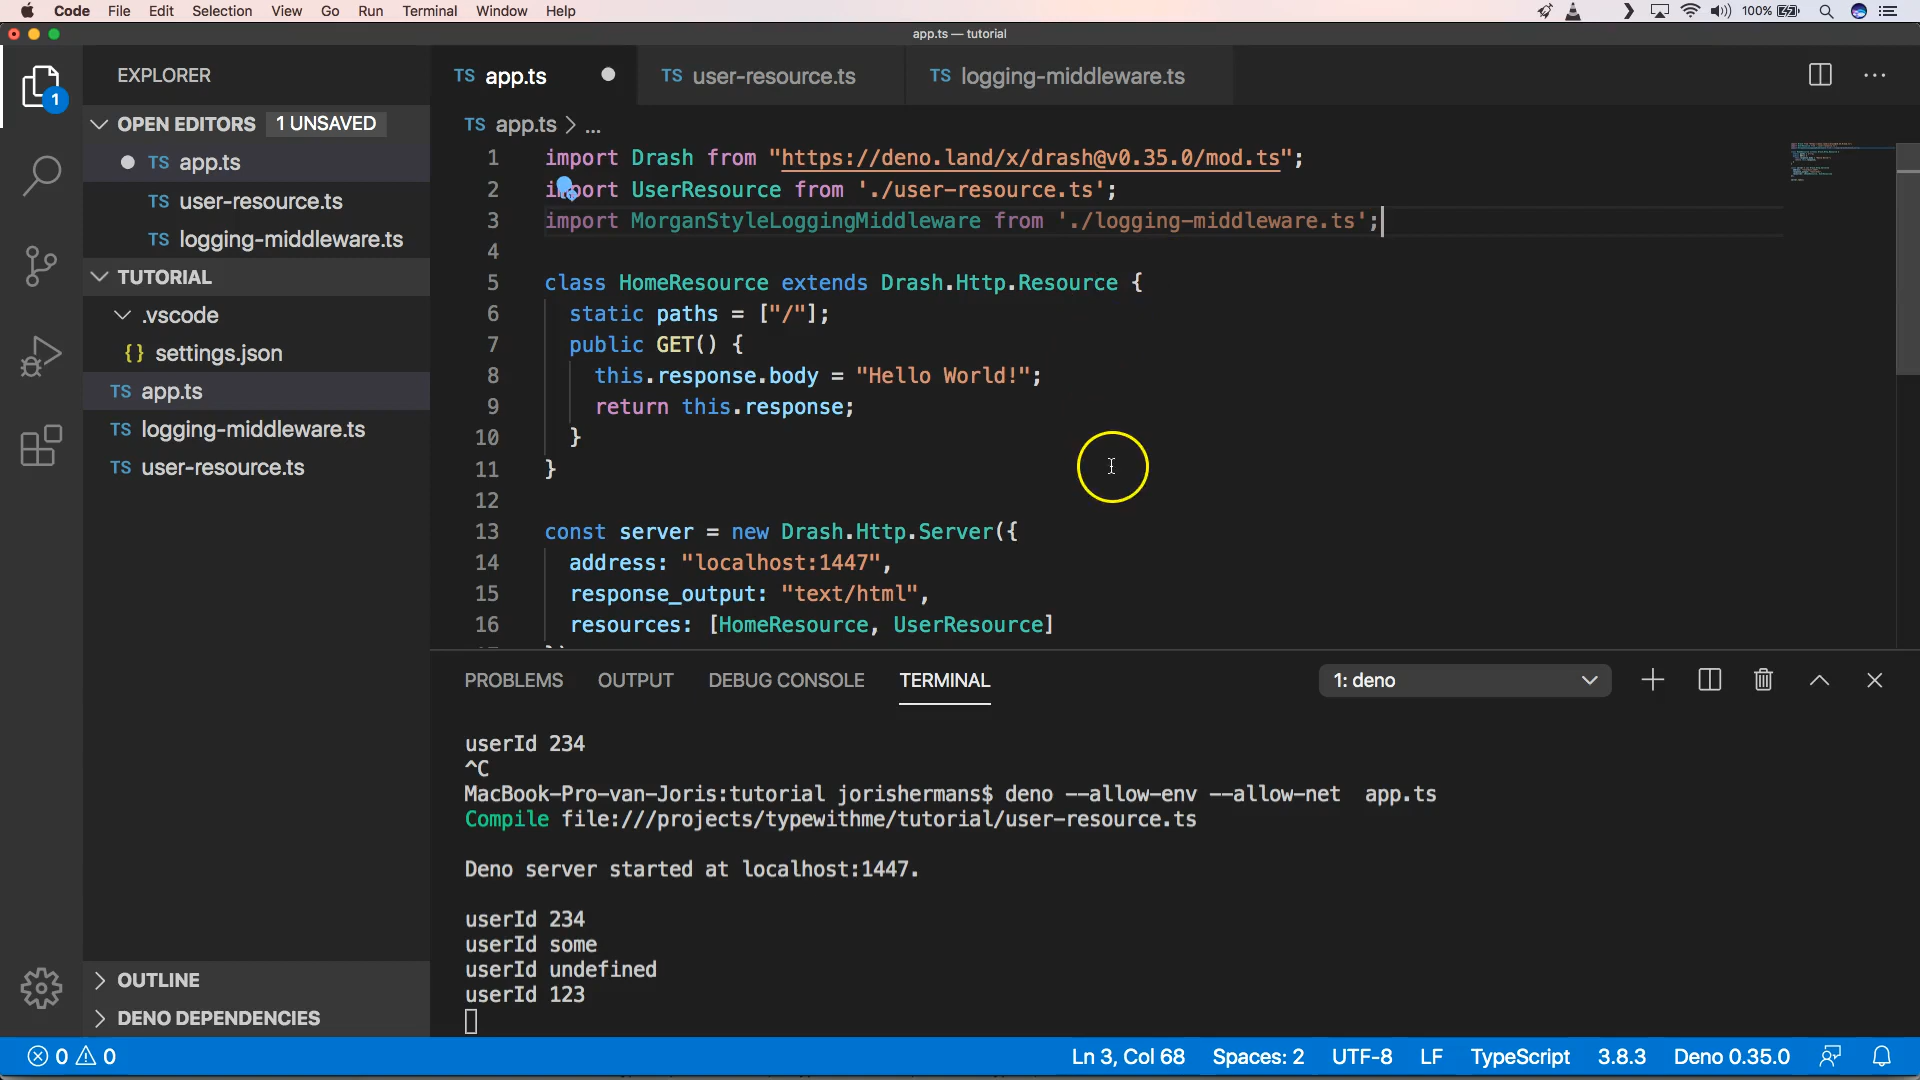 Code File Edit Selection View Go Run Terminal Window Help 100%
app.ts — tutorial
EXPLORER
1
OPEN EDITORS 1 UNSAVED
TS app.ts
TS user-resource.ts
TS logging-middleware.ts
TUTORIAL
.vscode
{} settings.json
TS app.ts
TS logging-middleware.ts
TS user-resource.ts
OUTLINE
DENO DEPENDENCIES
TS app.ts TS user-resource.ts TS logging-middleware.ts
TS app.ts > ...
1 import Drash from "https://deno.land/x/drash@v0.35.0/mod.ts";
2 import UserResource from './user-resource.ts';
3 import MorganStyleLoggingMiddleware from './logging-middleware.ts';
4
5 class HomeResource extends Drash.Http.Resource {
6 static paths = ["/"];
7 public GET() {
8 this.response.body = "Hello World!";
9 return this.response;
10 }
11 }
12
13 const server = new Drash.Http.Server({
14 address: "localhost:1447",
15 response_output: "text/html",
16 resources: [HomeResource, UserResource]
PROBLEMS OUTPUT DEBUG CONSOLE TERMINAL 1: deno
userId 234
^C
MacBook-Pro-van-Joris:tutorial jorishermans$ deno --allow-env --allow-net  app.ts
Compile file:///projects/typewithme/tutorial/user-resource.ts
Deno server started at localhost:1447.
userId 234
userId some
userId undefined
userId 123
0 0 Ln 3, Col 68 Spaces: 2 UTF-8 LF TypeScript 3.8.3 Deno 0.35.0